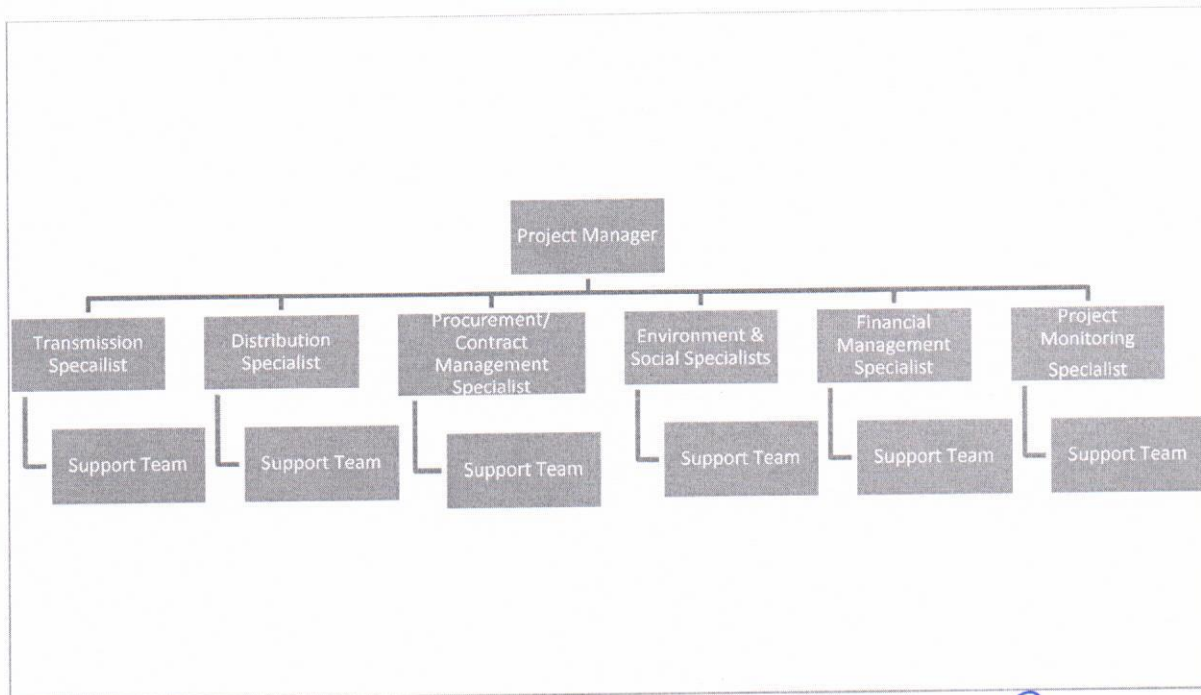 Project Manager
Transmission
Specailist
Distribution
Specialist
Procurement/
Contract
Management
Specialist
Environment &
Social Specialists
Financial
Management
Specialist
Project
Monitoring
Specialist
Support Team
Support Team
Support Team
Support Team
Support Team
Support Team